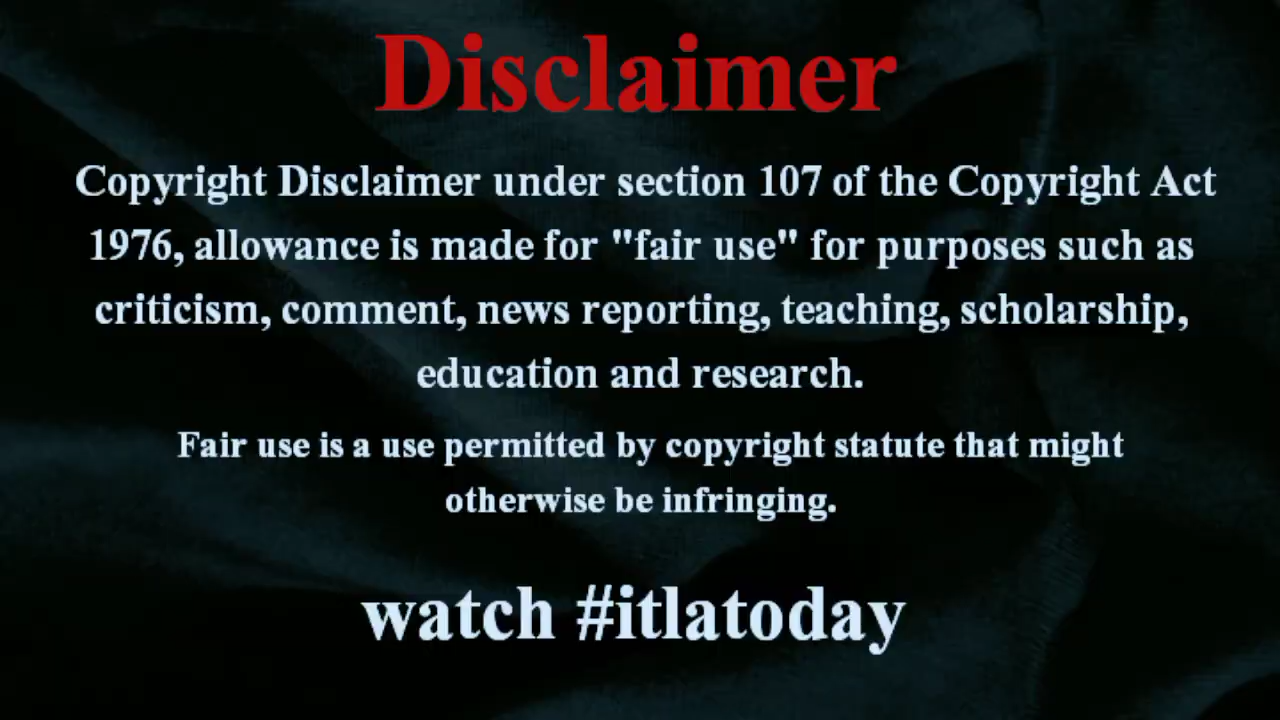 Disclaimer
Copyright Disclaimer under section 107 of the Copyright Act
1976, allowance is made for "fair use" for purposes such as
criticism, comment, news reporting, teaching, scholarship,
education and research.
Fair use is a use permitted by copyright statute that might
otherwise be infringing.
watch #itlatoday